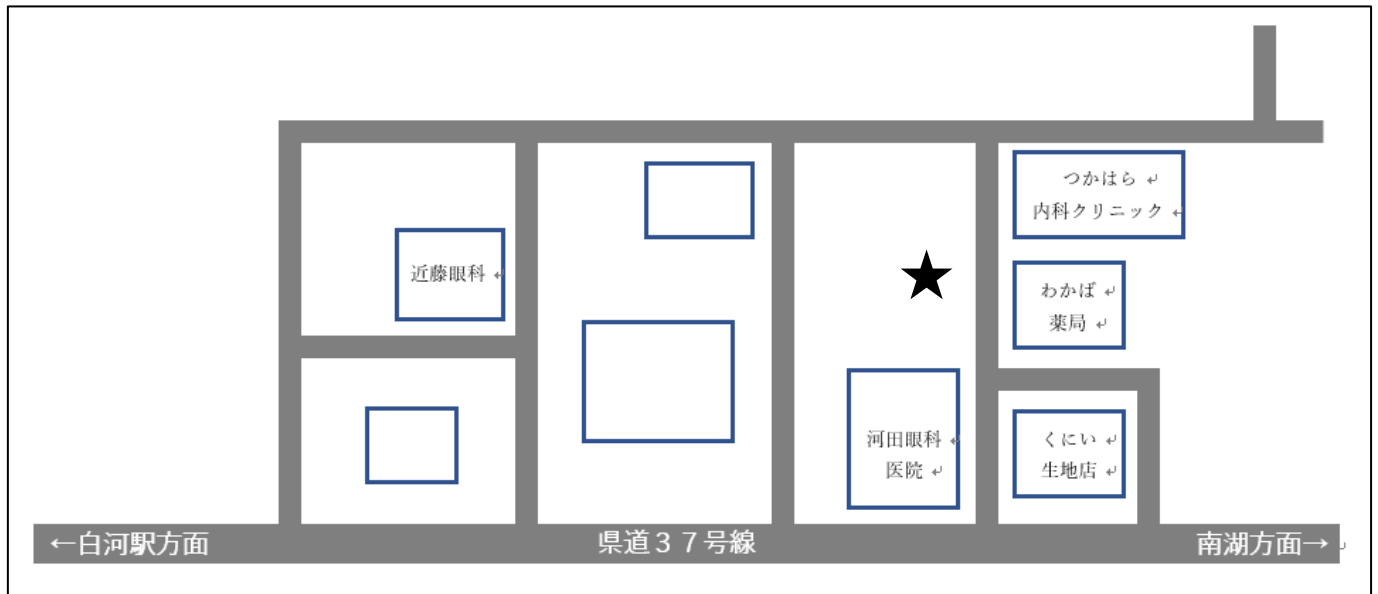 つかはら
内科クリニック
近藤眼科
わかば
薬局
河田眼科
医院
くにい
生地店
←白河駅方面
県道３７号線
南湖方面→